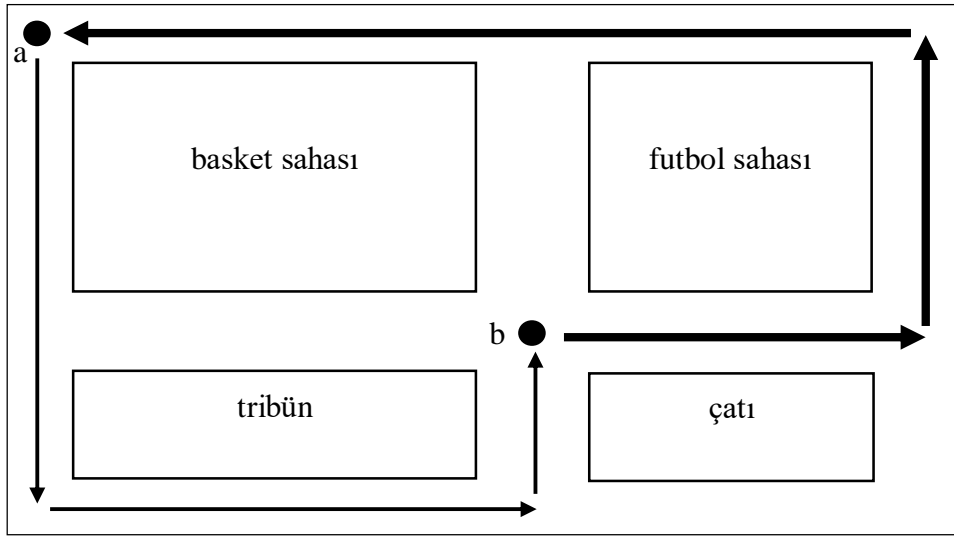 a
basket sahası
futbol sahası
b
tribün
çatı